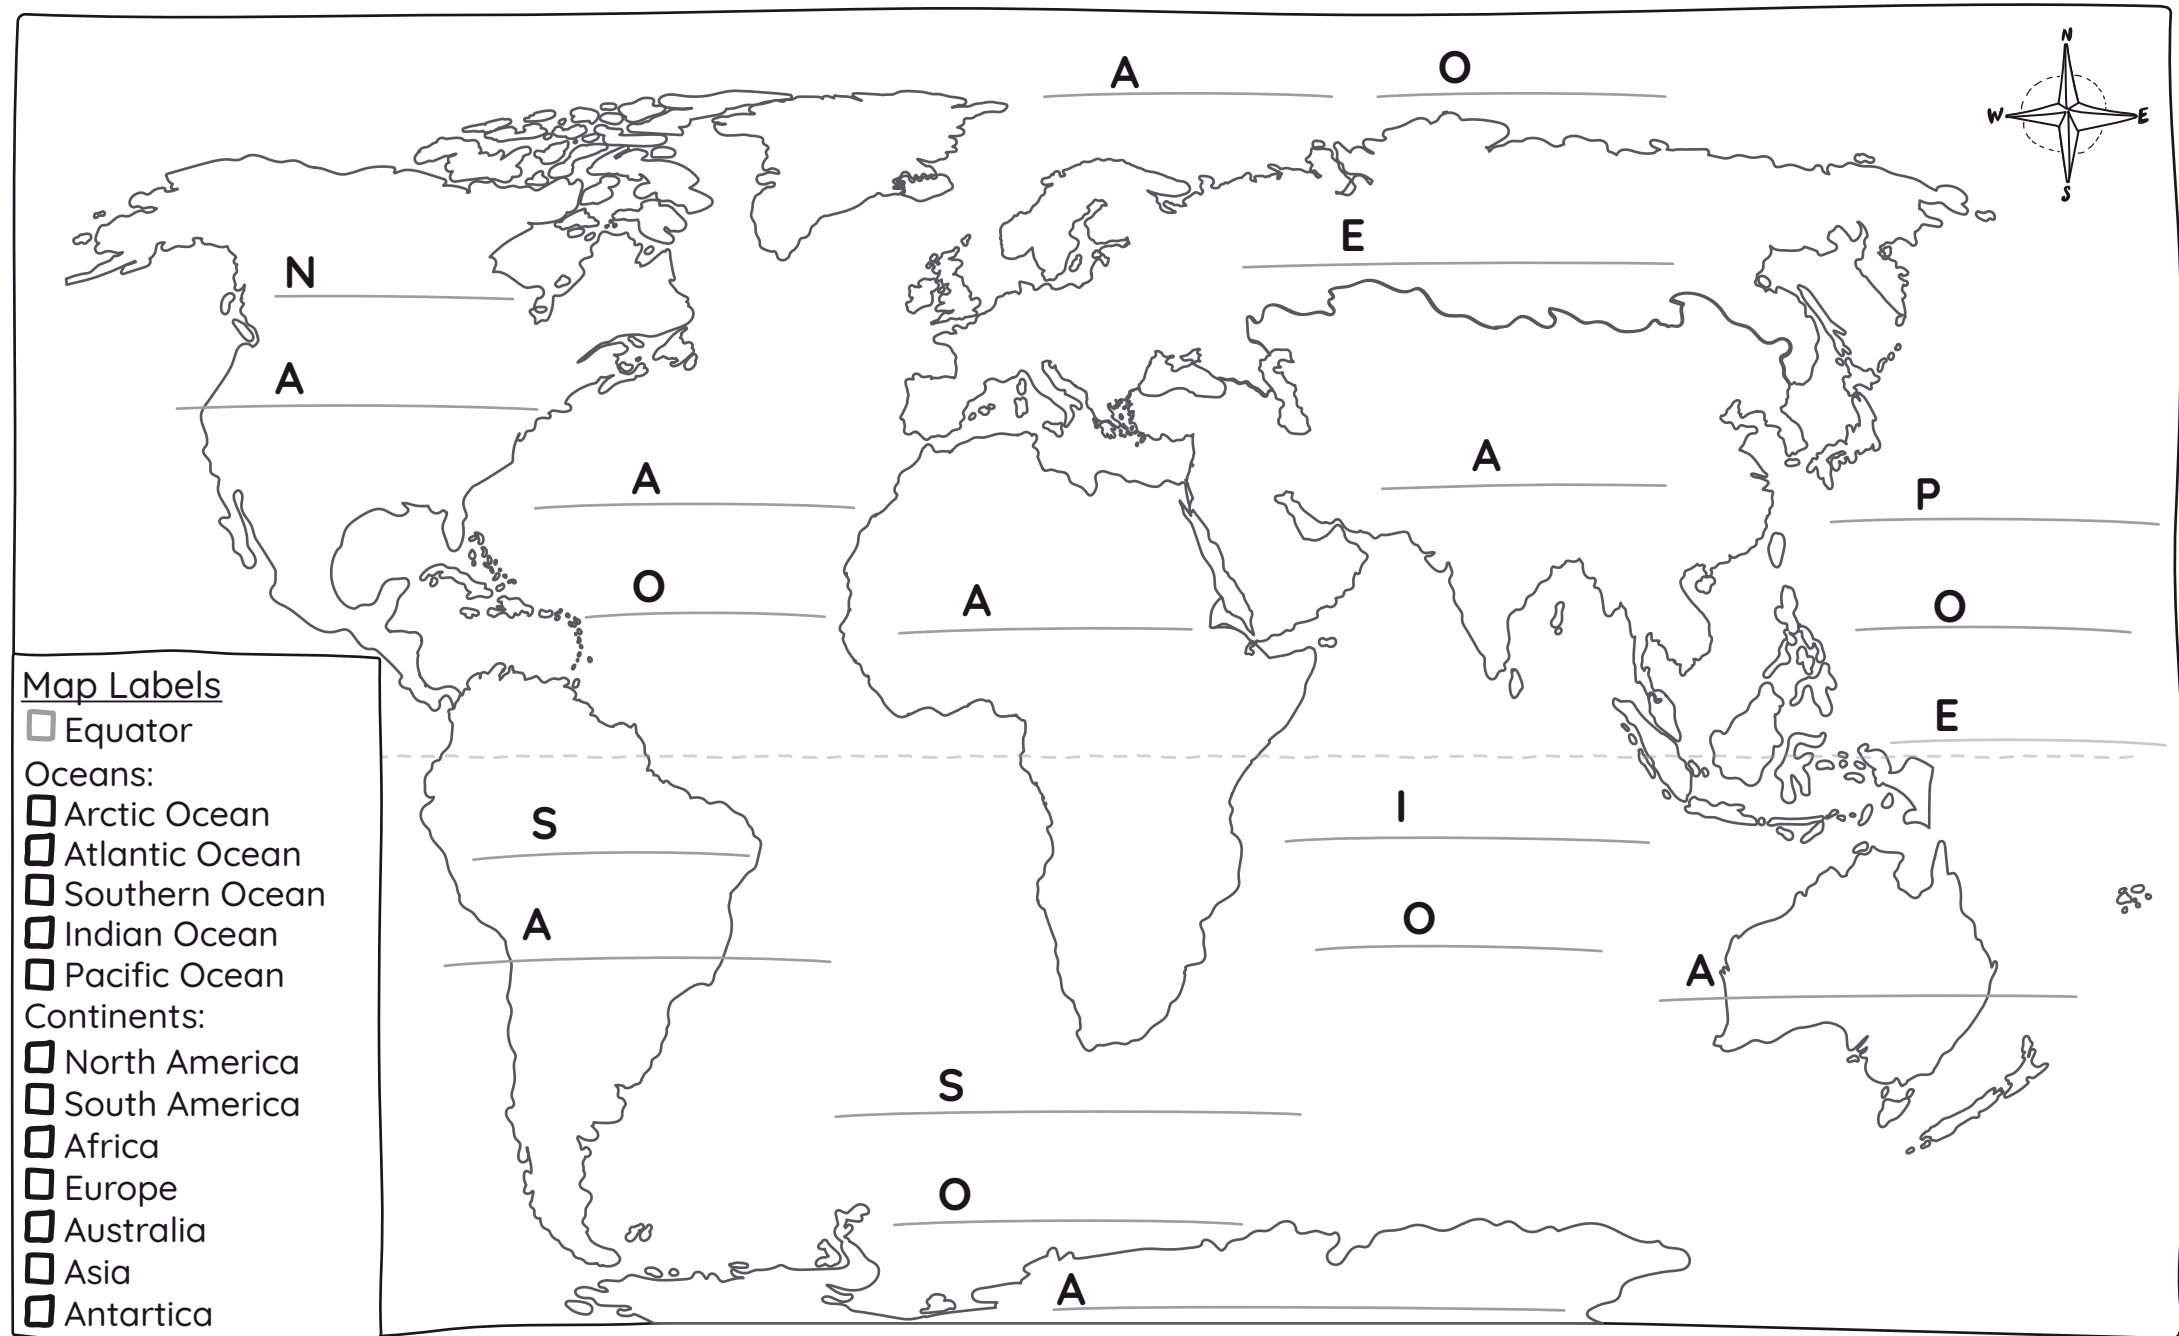 A O
N
W E
S
E
N
A
A
A
P
O
A
O
Map Labels
Equator
E
Oceans:
Arctic Ocean
I
S
Atlantic Ocean
Southern Ocean
O
A
Indian Ocean
Pacific Ocean
A
Continents:
North America
South America
S
Africa
Europe
O
Australia
Asia
Antartica
A